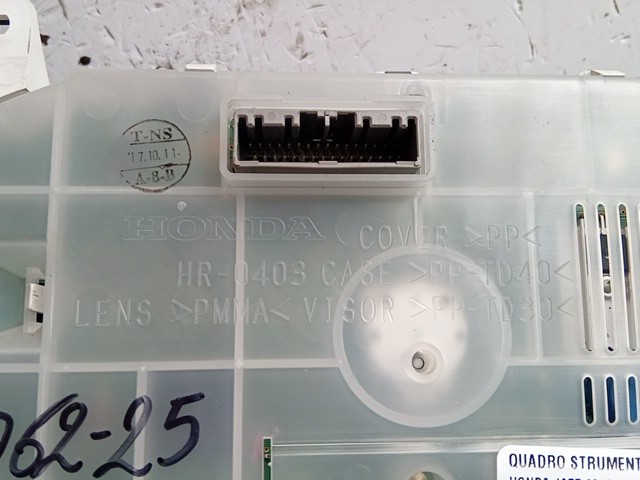 T-NS
'17.10.11-
A-8-B
HONDA
COVER >PP<
HR-0403 CASE >PP-TD40<
LENS >PMMA< VISOR >PP-TD30<
62-25
QUADRO STRUMENT